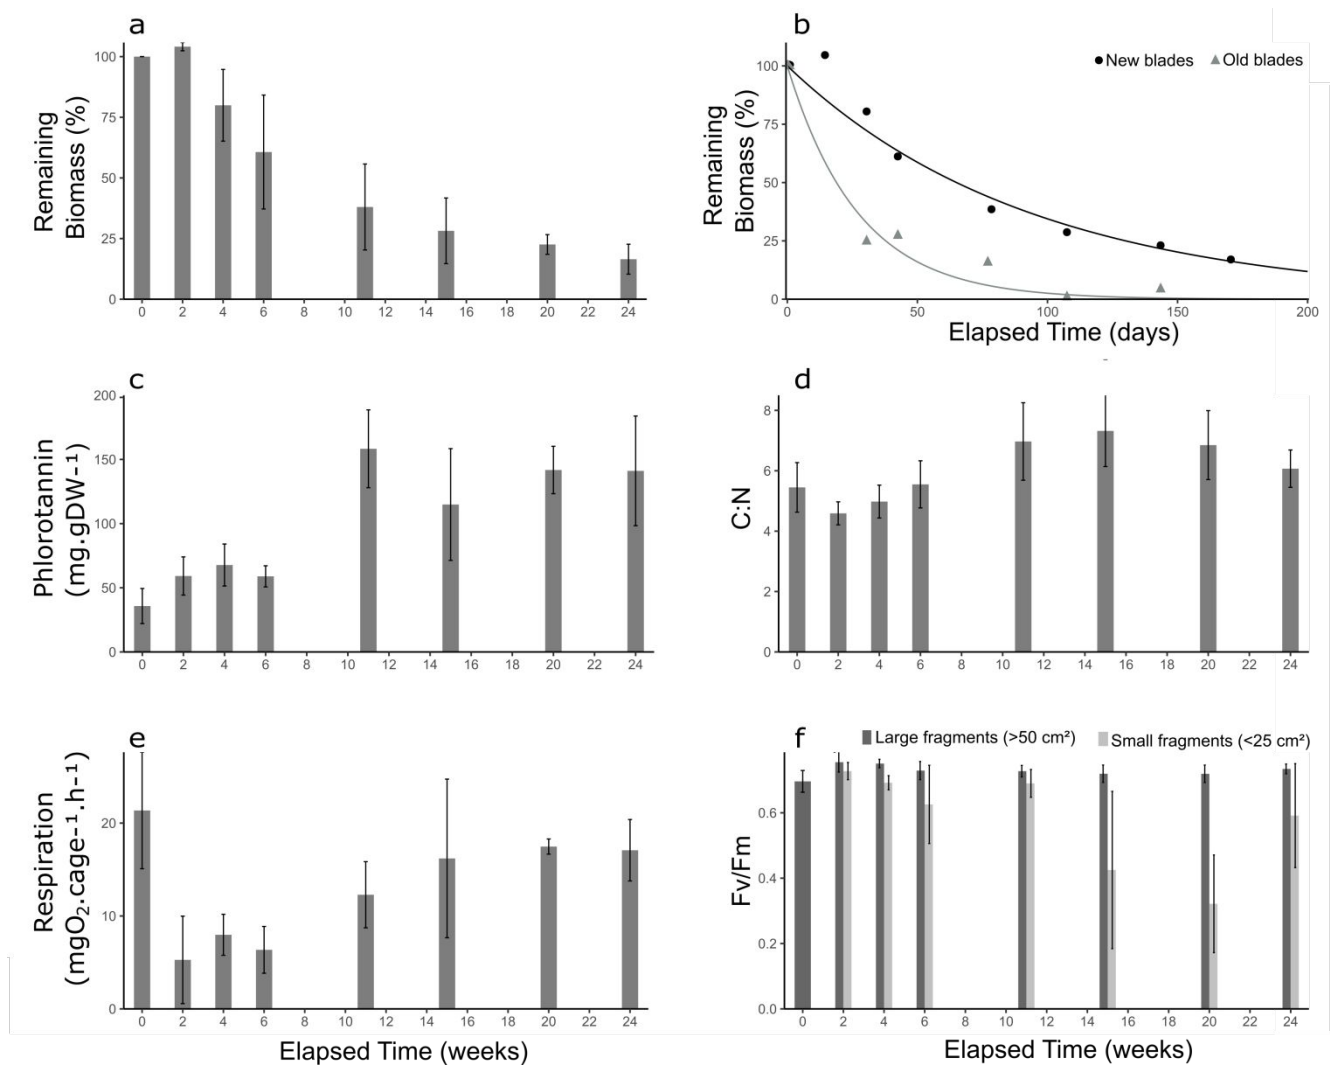 a
Remaining
Biomass (%)
100
75
50
25
0
0 2 4 6 8 10 12 14 16 18 20 22 24
b
New blades Old blades
Remaining
Biomass (%)
100
75
50
25
0
0 50 100 150 200
Elapsed Time (days)
c
Phlorotannin
(mg.gDW-¹)
200
150
100
50
0
0 2 4 6 8 10 12 14 16 18 20 22 24
d
C:N
8
6
4
2
0
0 2 4 6 8 10 12 14 16 18 20 22 24
e
Respiration
(mgO₂.cage-¹.h-¹)
20
10
0
0 2 4 6 8 10 12 14 16 18 20 22 24
Elapsed Time (weeks)
f
Large fragments (>50 cm²) Small fragments (<25 cm²)
Fv/Fm
0.6
0.4
0.2
0.0
0 2 4 6 8 10 12 14 16 18 20 22 24
Elapsed Time (weeks)